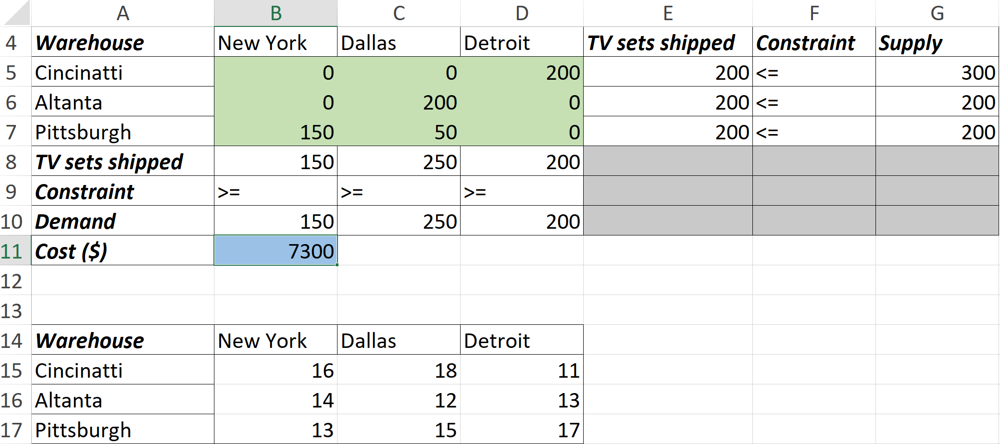 A B C D E F G
4 Warehouse New York Dallas Detroit TV sets shipped Constraint Supply
5 Cincinatti 0 0 200 200 <= 300
6 Altanta 0 200 0 200 <= 200
7 Pittsburgh 150 50 0 200 <= 200
8 TV sets shipped 150 250 200
9 Constraint >= >= >=
10 Demand 150 250 200
11 Cost ($) 7300
12
13
14 Warehouse New York Dallas Detroit
15 Cincinatti 16 18 11
16 Altanta 14 12 13
17 Pittsburgh 13 15 17